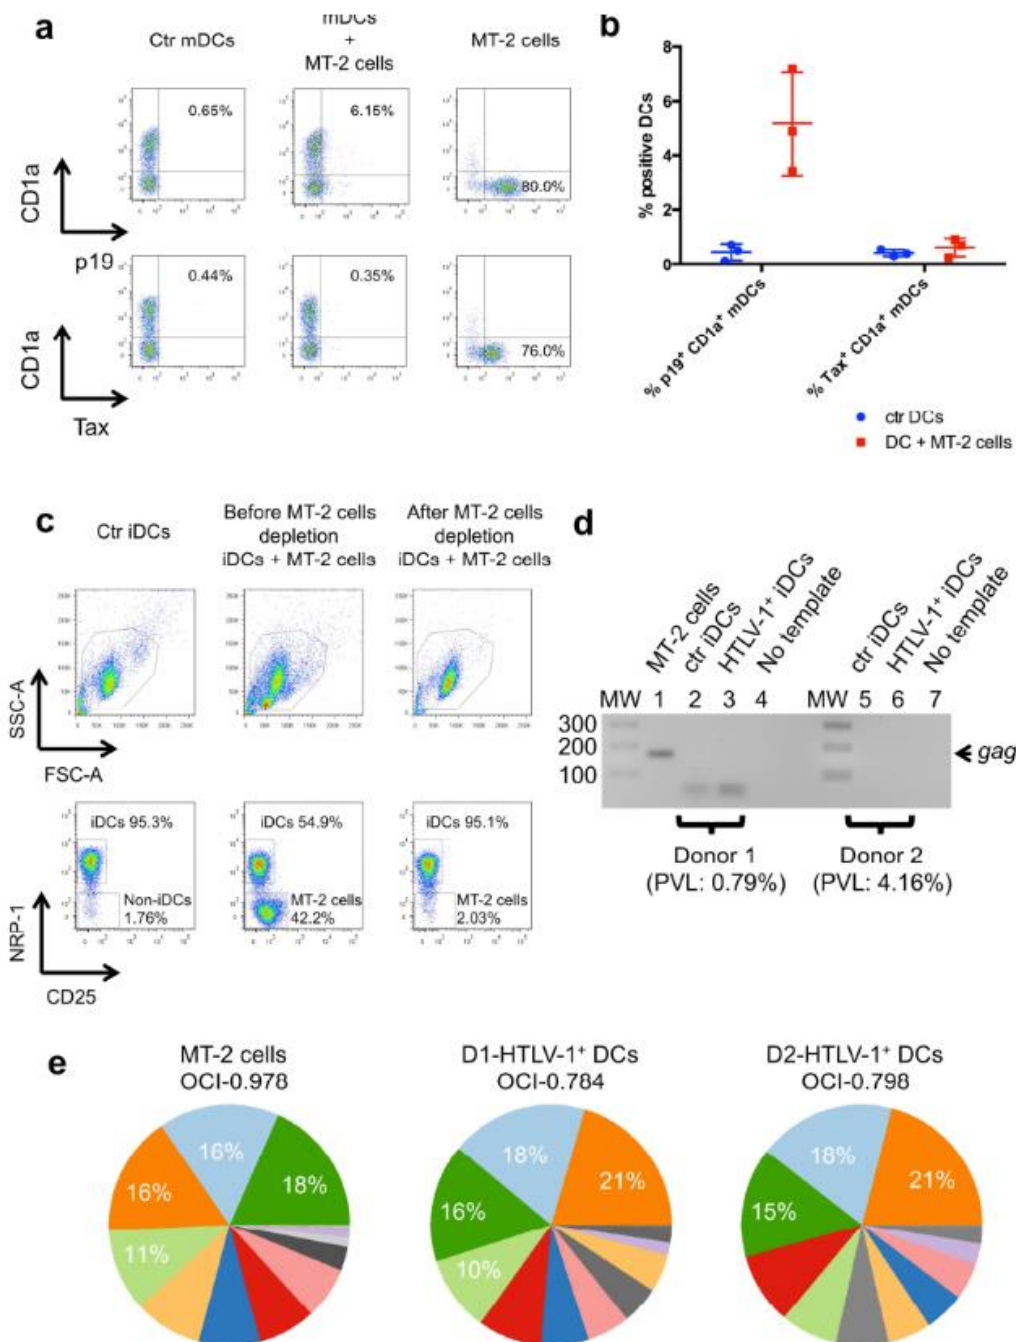 a
Ctr mDCs
mDCs
+
MT-2 cells
MT-2 cells
0.65%
6.15%
80.0%
CD1a
p19
0.44%
0.35%
76.0%
CD1a
Tax
b
8
6
4
2
0
% positive DCs
% p19+ CD1a+ mDCs
% Tax+ CD1a+ mDCs
ctr DCs
DC + MT-2 cells
c
Ctr iDCs
Before MT-2 cells
depletion
iDCs + MT-2 cells
After MT-2 cells
depletion
iDCs + MT-2 cells
SSC-A
FSC-A
iDCs 95.3%
Non-iDCs
1.76%
iDCs 54.9%
MT-2 cells
42.2%
iDCs 95.1%
MT-2 cells
2.03%
NRP-1
CD25
d
MT-2 cells
ctr iDCs
HTLV-1+ iDCs
No template
ctr iDCs
HTLV-1+ iDCs
No template
MW 1 2 3 4 MW 5 6 7
300
200
100
gag
Donor 1
(PVL: 0.79%)
Donor 2
(PVL: 4.16%)
e
MT-2 cells
OCI-0.978
16%
18%
16%
11%
D1-HTLV-1+ DCs
OCI-0.784
18%
21%
16%
10%
D2-HTLV-1+ DCs
OCI-0.798
18%
21%
15%